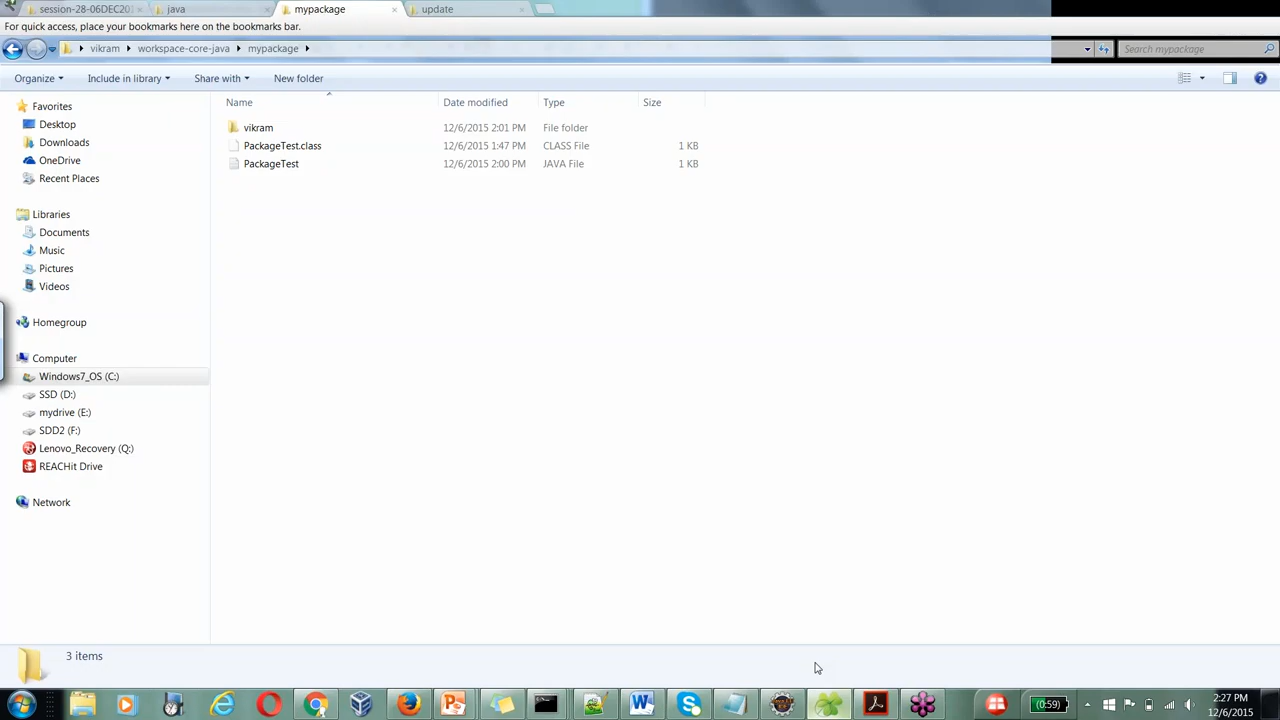 session-28-06DEC201
java
mypackage
update
For quick access, place your bookmarks here on the bookmarks bar.
vikram
workspace-core-java
mypackage
Search mypackage
Organize
Include in library
Share with
New folder
Name
Date modified
Type
Size
Favorites
Desktop
Downloads
OneDrive
Recent Places
Libraries
Documents
Music
Pictures
Videos
Homegroup
Computer
Windows7_OS (C:)
SSD (D:)
mydrive (E:)
SDD2 (F:)
Lenovo_Recovery (Q:)
REACHit Drive
Network
vikram 12/6/2015 2:01 PM File folder
PackageTest.class 12/6/2015 1:47 PM CLASS File 1 KB
PackageTest 12/6/2015 2:00 PM JAVA File 1 KB
3 items
(0:59)
2:27 PM
12/6/2015